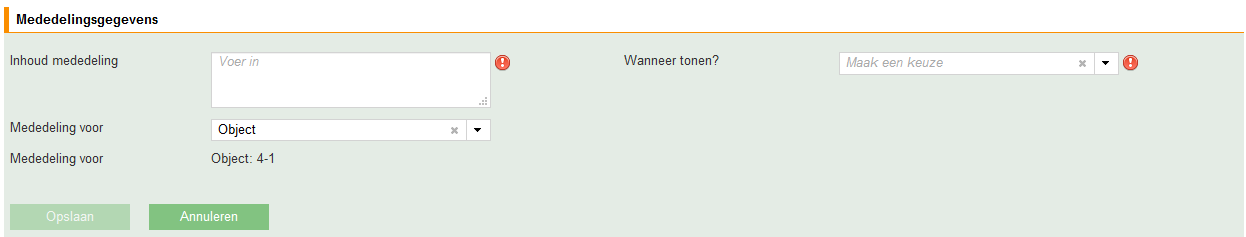 Mededelingsgegevens
Inhoud mededeling
Voer in
Wanneer tonen?
Maak een keuze
Mededeling voor
Object
Mededeling voor
Object: 4-1
Opslaan
Annuleren